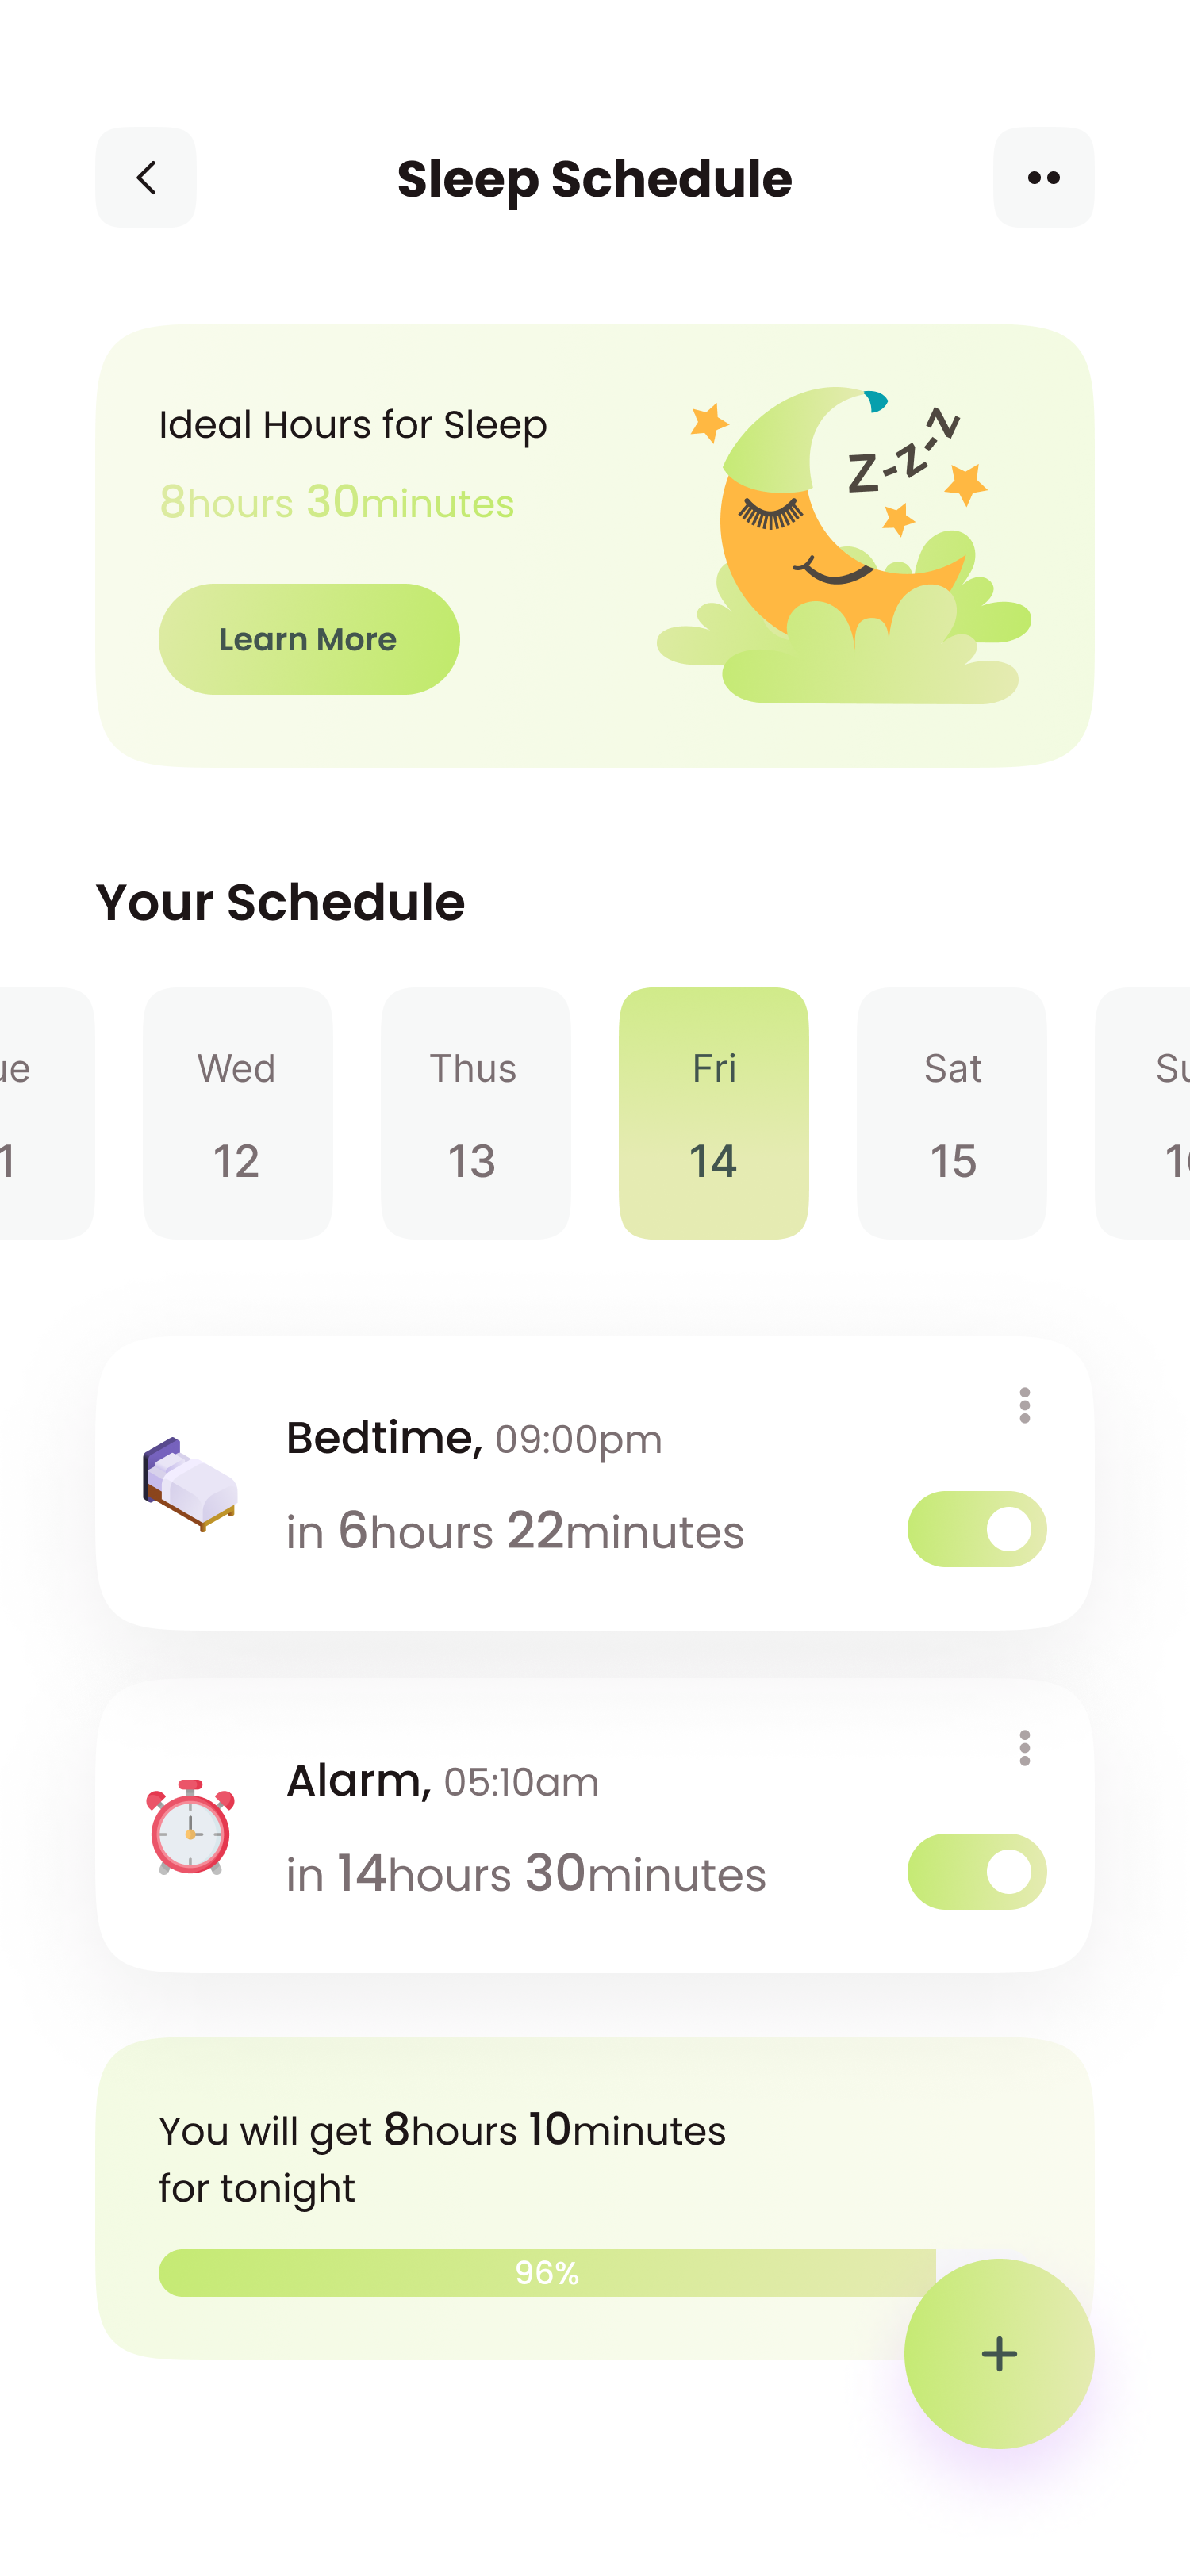 Sleep Schedule
Ideal Hours for Sleep
8hours 30minutes
Z-z-z
Learn More
Your Schedule
ue Wed Thus Fri Sat Su
1 12 13 14 15 1
Bedtime, 09:00pm
in 6hours 22minutes
Alarm, 05:10am
in 14hours 30minutes
You will get 8hours 10minutes
for tonight
96%
+